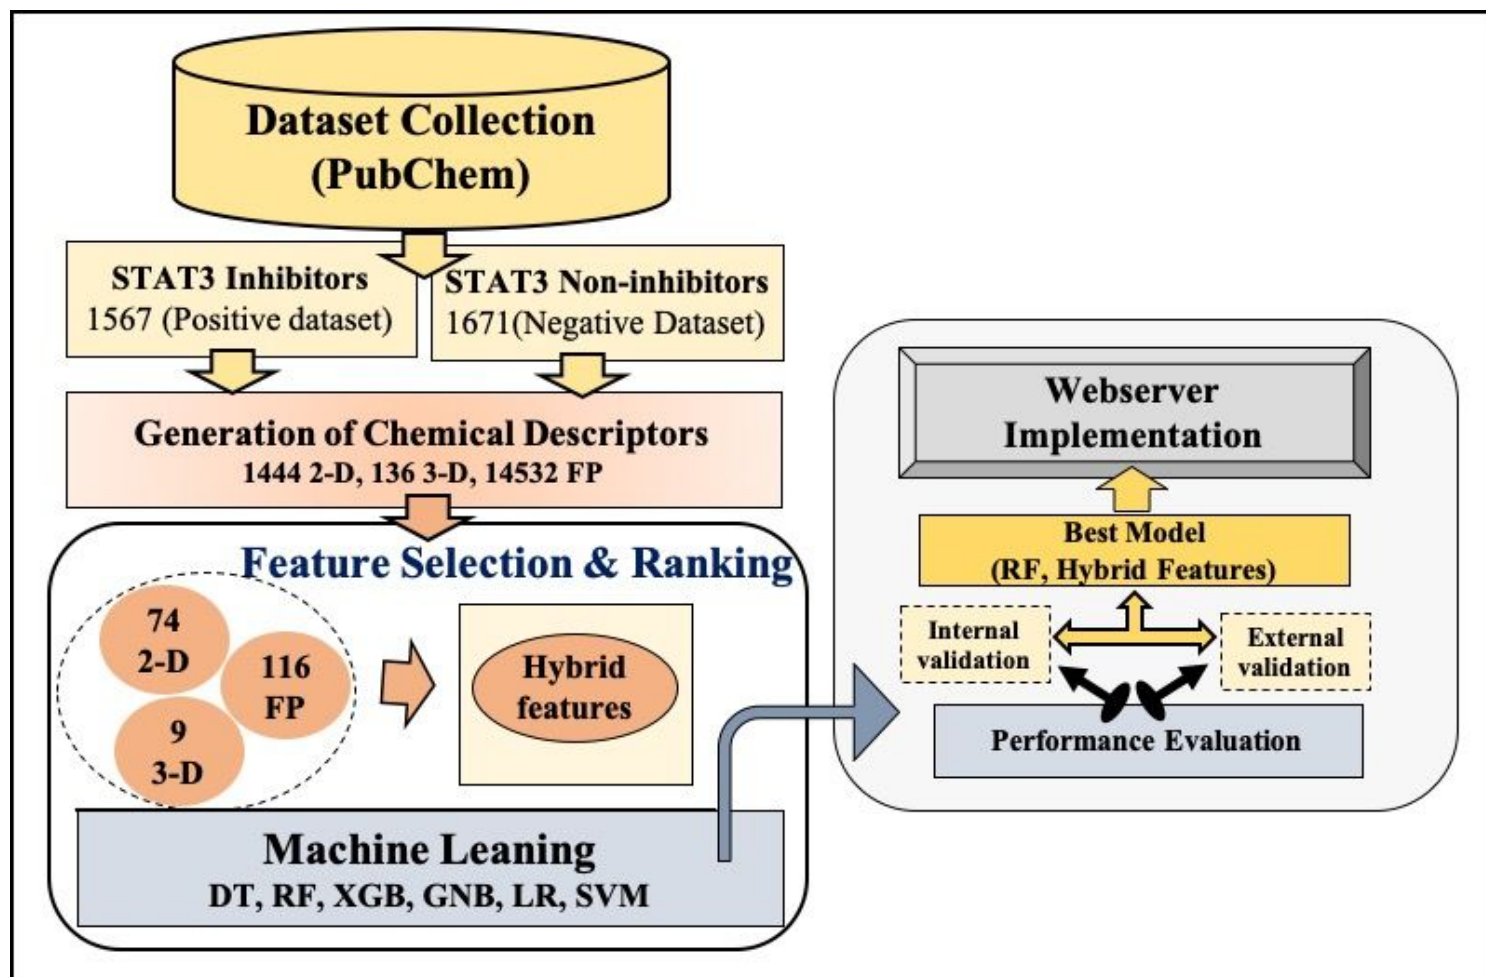 Dataset Collection
(PubChem)
STAT3 Inhibitors
1567 (Positive dataset)
STAT3 Non-inhibitors
1671(Negative Dataset)
Generation of Chemical Descriptors
1444 2-D, 136 3-D, 14532 FP
Feature Selection & Ranking
74
2-D
116
FP
9
3-D
Hybrid
features
Machine Leaning
DT, RF, XGB, GNB, LR, SVM
Webserver
Implementation
Best Model
(RF, Hybrid Features)
Internal
validation
External
validation
Performance Evaluation